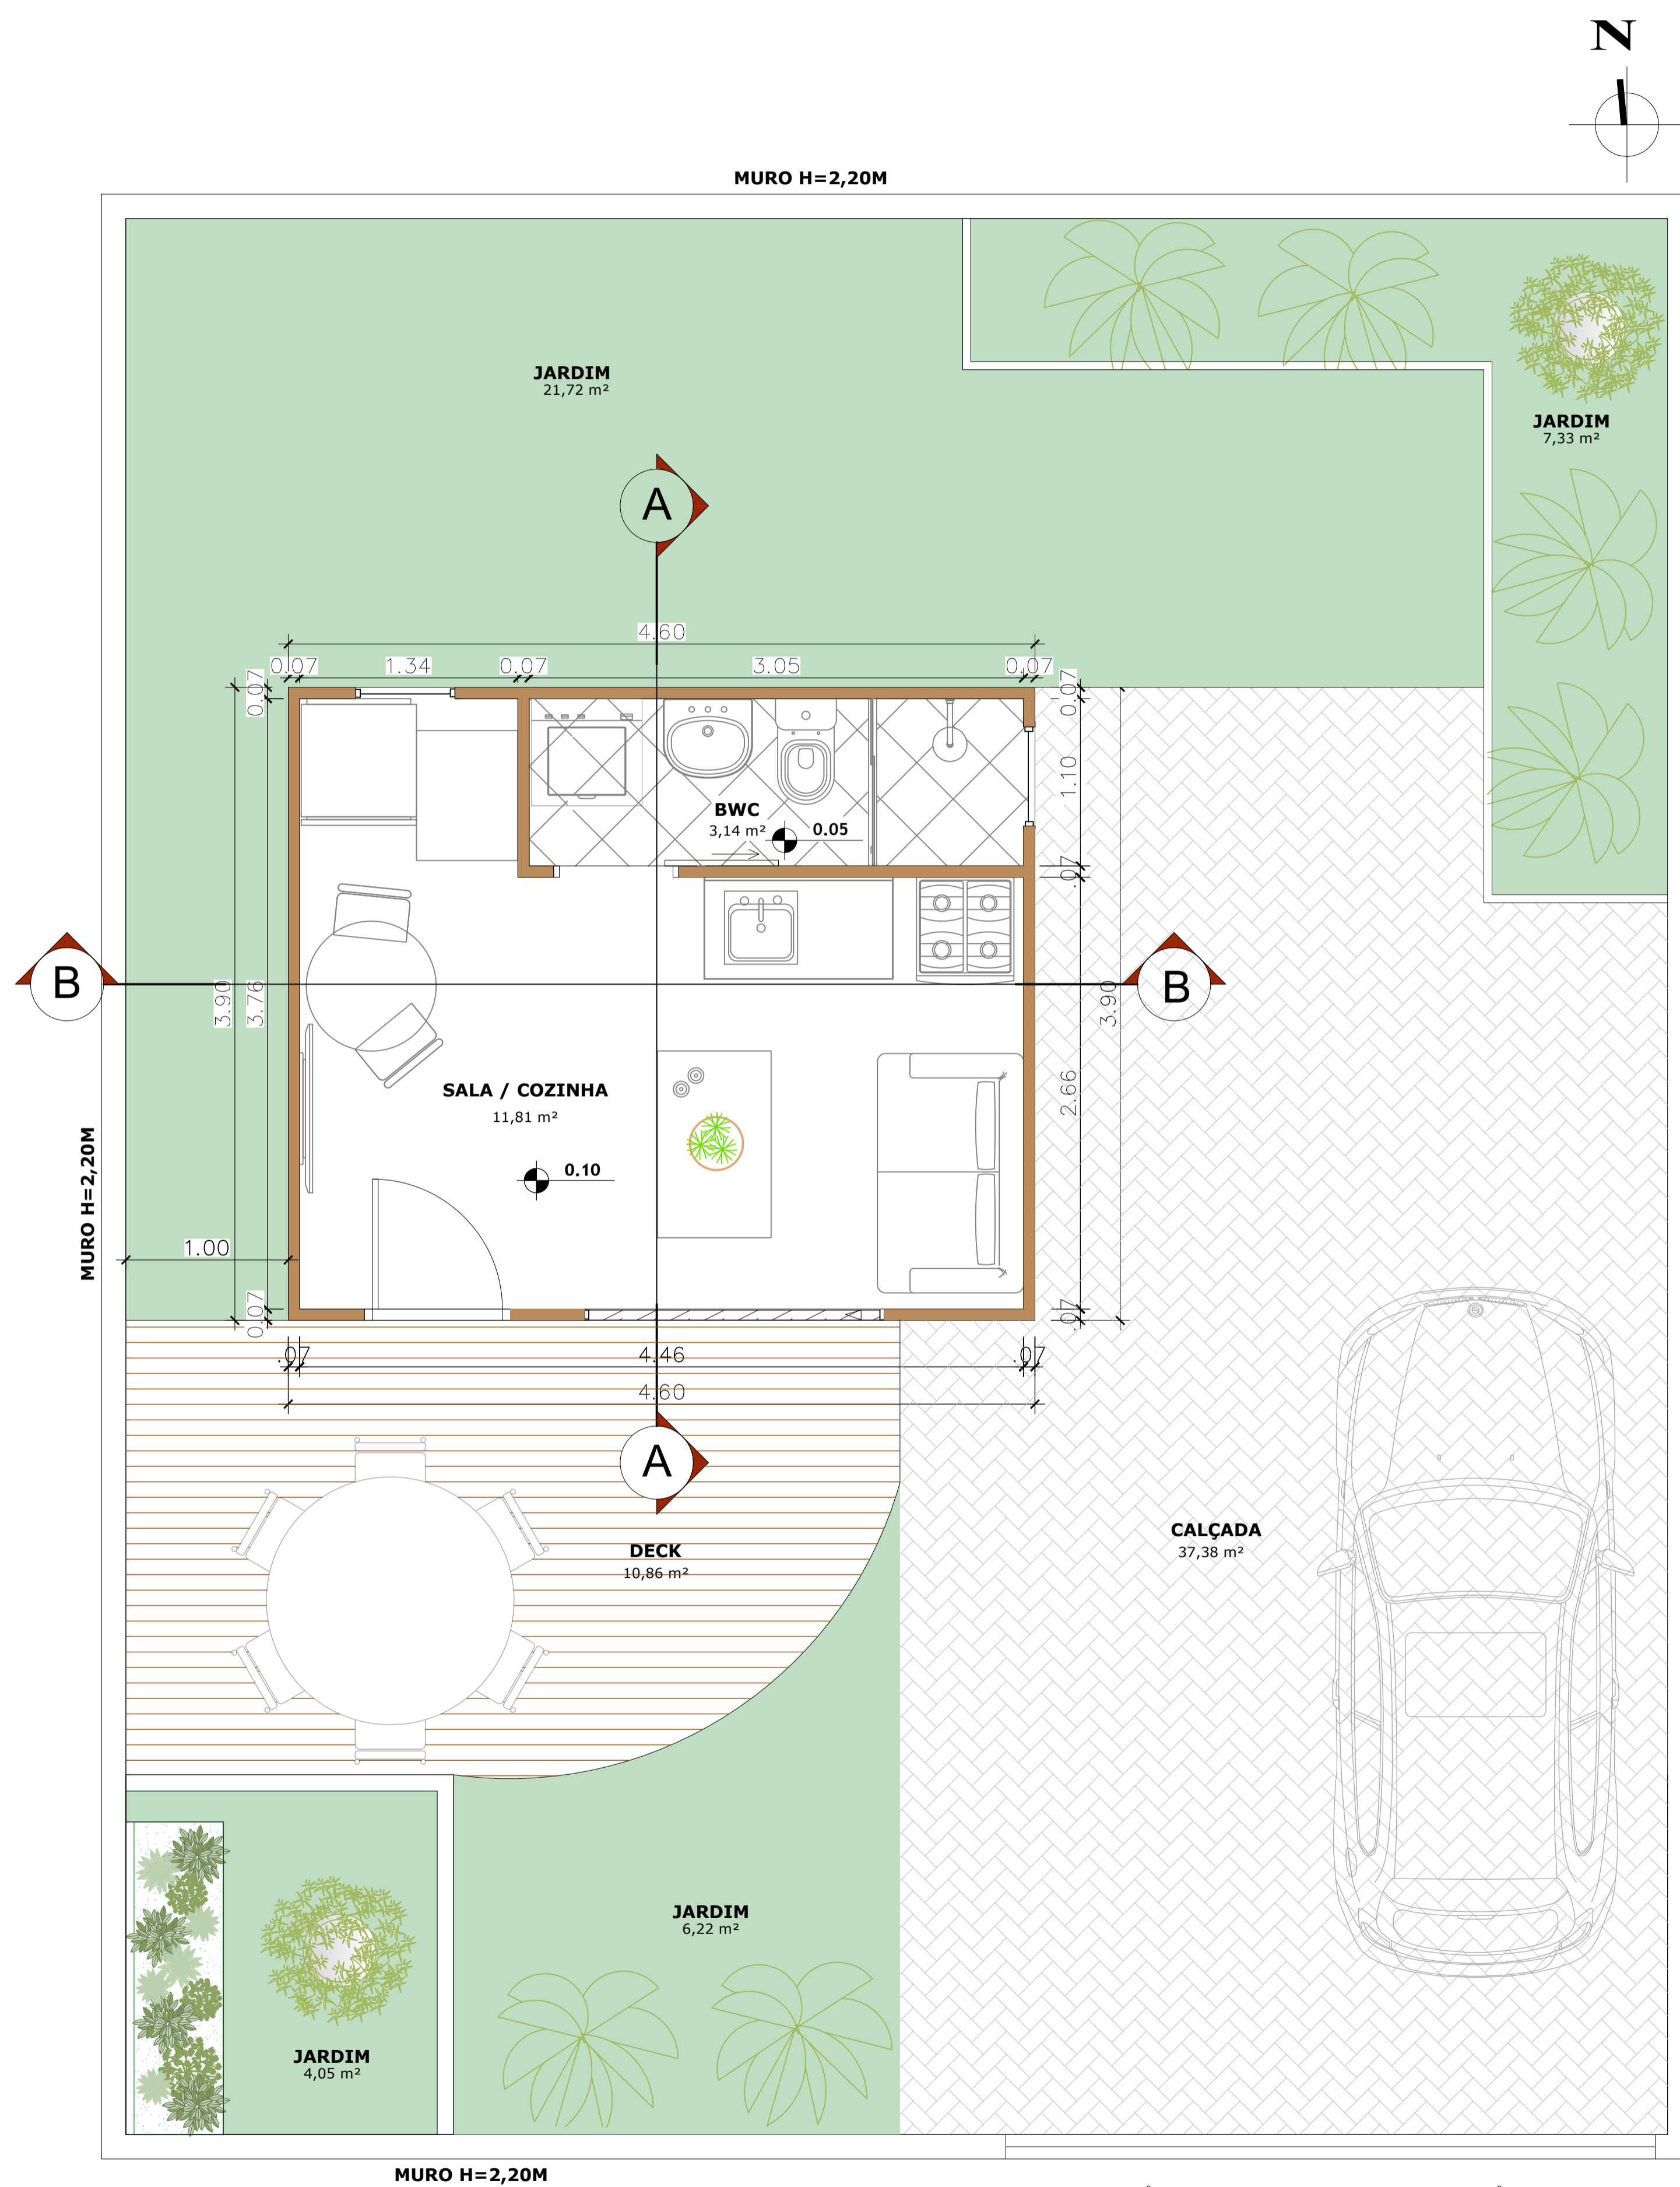 N
MURO H=2,20M
JARDIM
21,72 m²
JARDIM
7,33 m²
A
4.60
0.07
1.34
0.07
3.05
0.07
0.07
0.07
1.10
BWC
3,14 m²
0.05
.07
B
B
3.90
3.76
3.90
2.66
SALA / COZINHA
11,81 m²
0.10
MURO H=2,20M
1.00
0.07
.07
.07
4.46
.07
4.60
A
DECK
10,86 m²
CALÇADA
37,38 m²
JARDIM
6,22 m²
JARDIM
4,05 m²
MURO H=2,20M